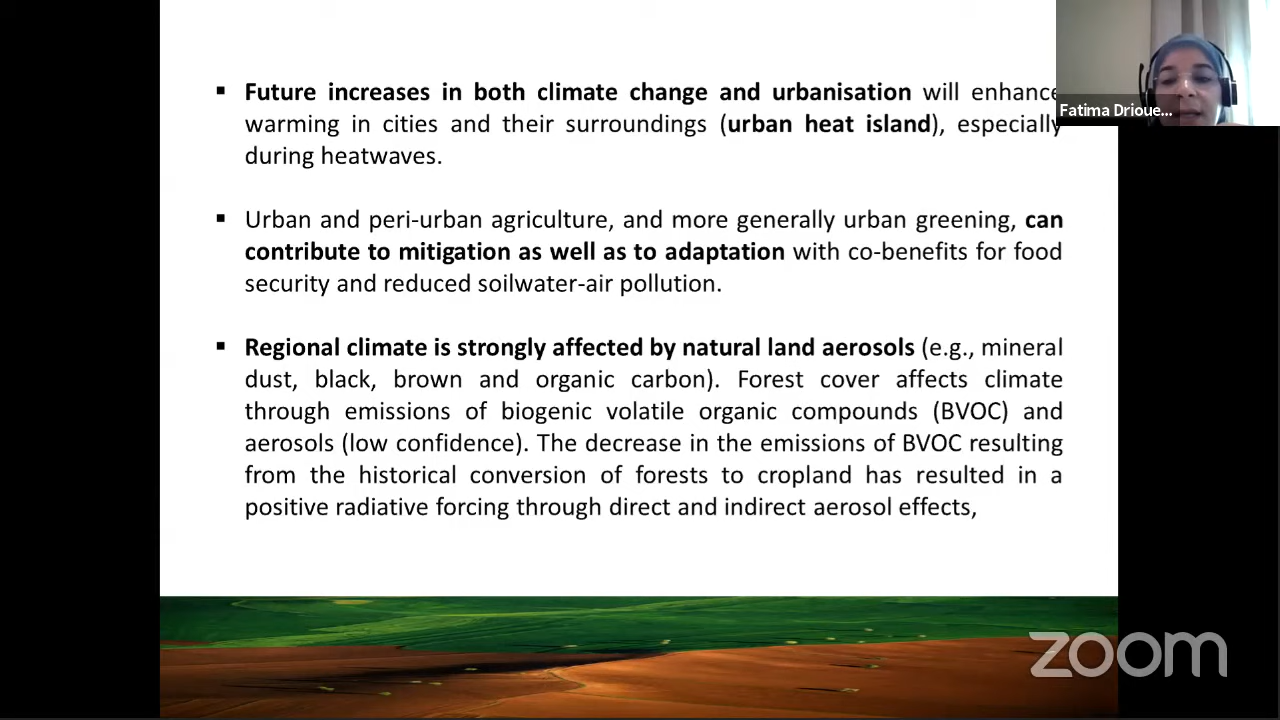 ▪ Future increases in both climate change and urbanisation will enhance
warming in cities and their surroundings (urban heat island), especially
during heatwaves.
▪ Urban and peri-urban agriculture, and more generally urban greening, can
contribute to mitigation as well as to adaptation with co-benefits for food
security and reduced soilwater-air pollution.
▪ Regional climate is strongly affected by natural land aerosols (e.g., mineral
dust, black, brown and organic carbon). Forest cover affects climate
through emissions of biogenic volatile organic compounds (BVOC) and
aerosols (low confidence). The decrease in the emissions of BVOC resulting
from the historical conversion of forests to cropland has resulted in a
positive radiative forcing through direct and indirect aerosol effects,
Fatima Drioue...
zoom